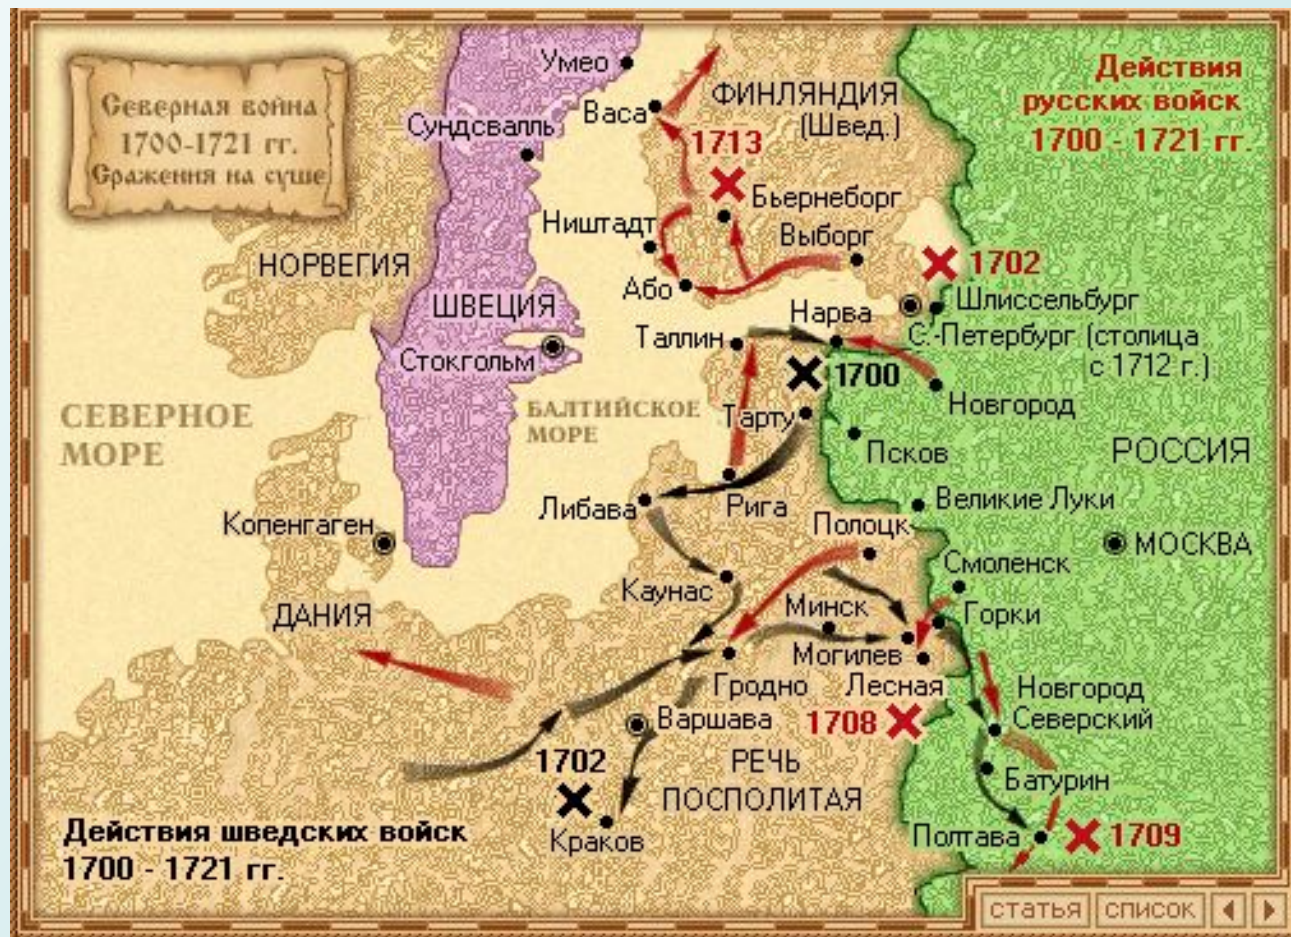 Северная война
1700-1721 гг.
Сражения на суше
Действия
русских войск
1700 - 1721 гг.
Умео
Васа
ФИНЛЯНДИЯ
(Швед.)
Сундсвалль
1713
Бьернеборг
Ништадт
Выборг
НОРВЕГИЯ
1702
Або
ШВЕЦИЯ
Шлиссельбург
Нарва
Таллин
С.-Петербург (столица
с 1712 г.)
Стокгольм
1700
Новгород
СЕВЕРНОЕ
МОРЕ
БАЛТИЙСКОЕ
МОРЕ
Тарту
Псков
РОССИЯ
Либава
Рига
Великие Луки
Копенгаген
Полоцк
МОСКВА
Смоленск
Каунас
Минск
Горки
ДАНИЯ
Могилев
Гродно
Лесная
Новгород
Северский
Варшава
1708
1702
РЕЧЬ
ПОСПОЛИТАЯ
Батурин
Краков
Полтава
1709
Действия шведских войск
1700 - 1721 гг.
статья список